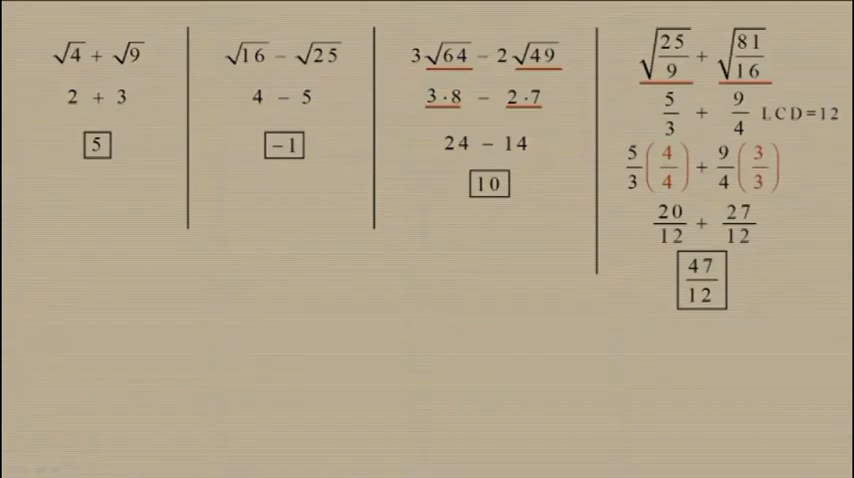 √4 + √9
2 + 3
5
√16 − √25
4 − 5
−1
3√64 − 2√49
3·8 − 2·7
24 − 14
10
√(25/9) + √(81/16)
5/3 + 9/4 LCD=12
5/3 (4/4) + 9/4 (3/3)
20/12 + 27/12
47/12